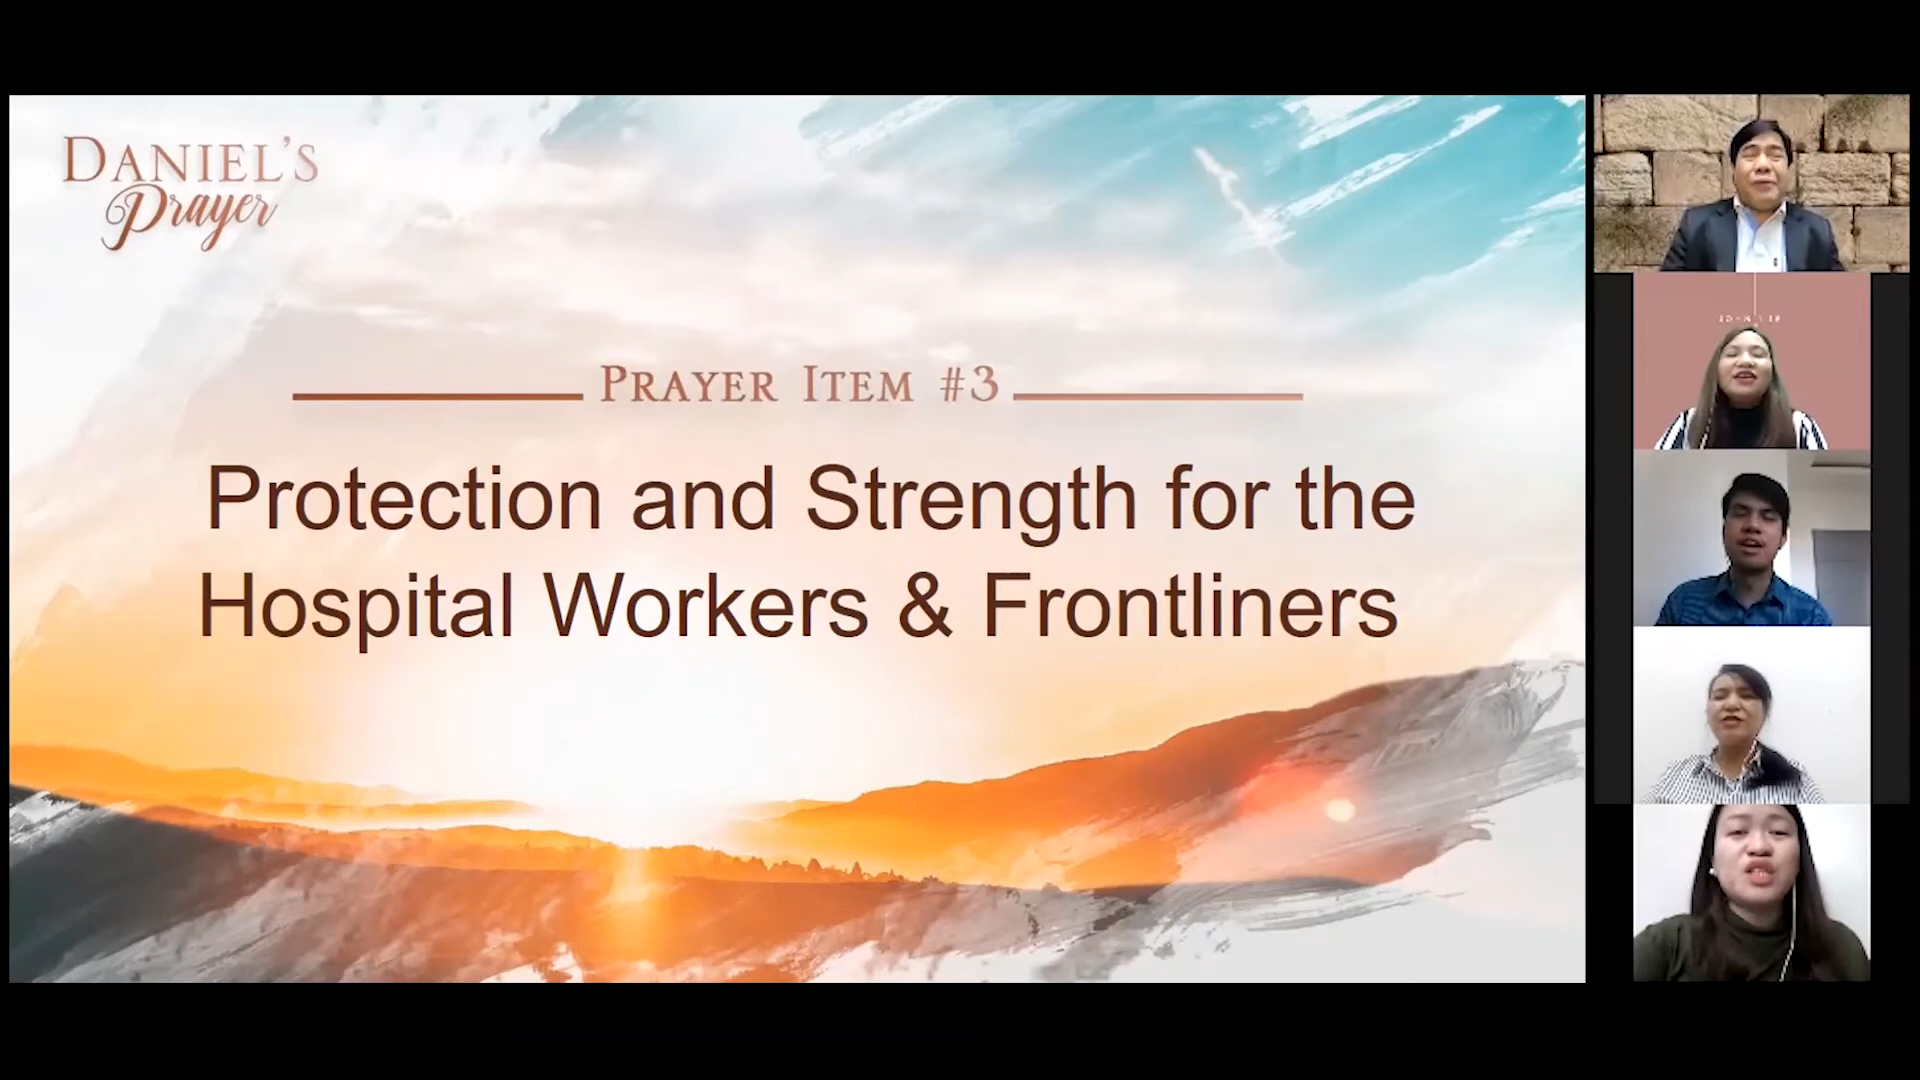 DANIEL'S
Prayer
PRAYER ITEM #3
Protection and Strength for the
Hospital Workers & Frontliners